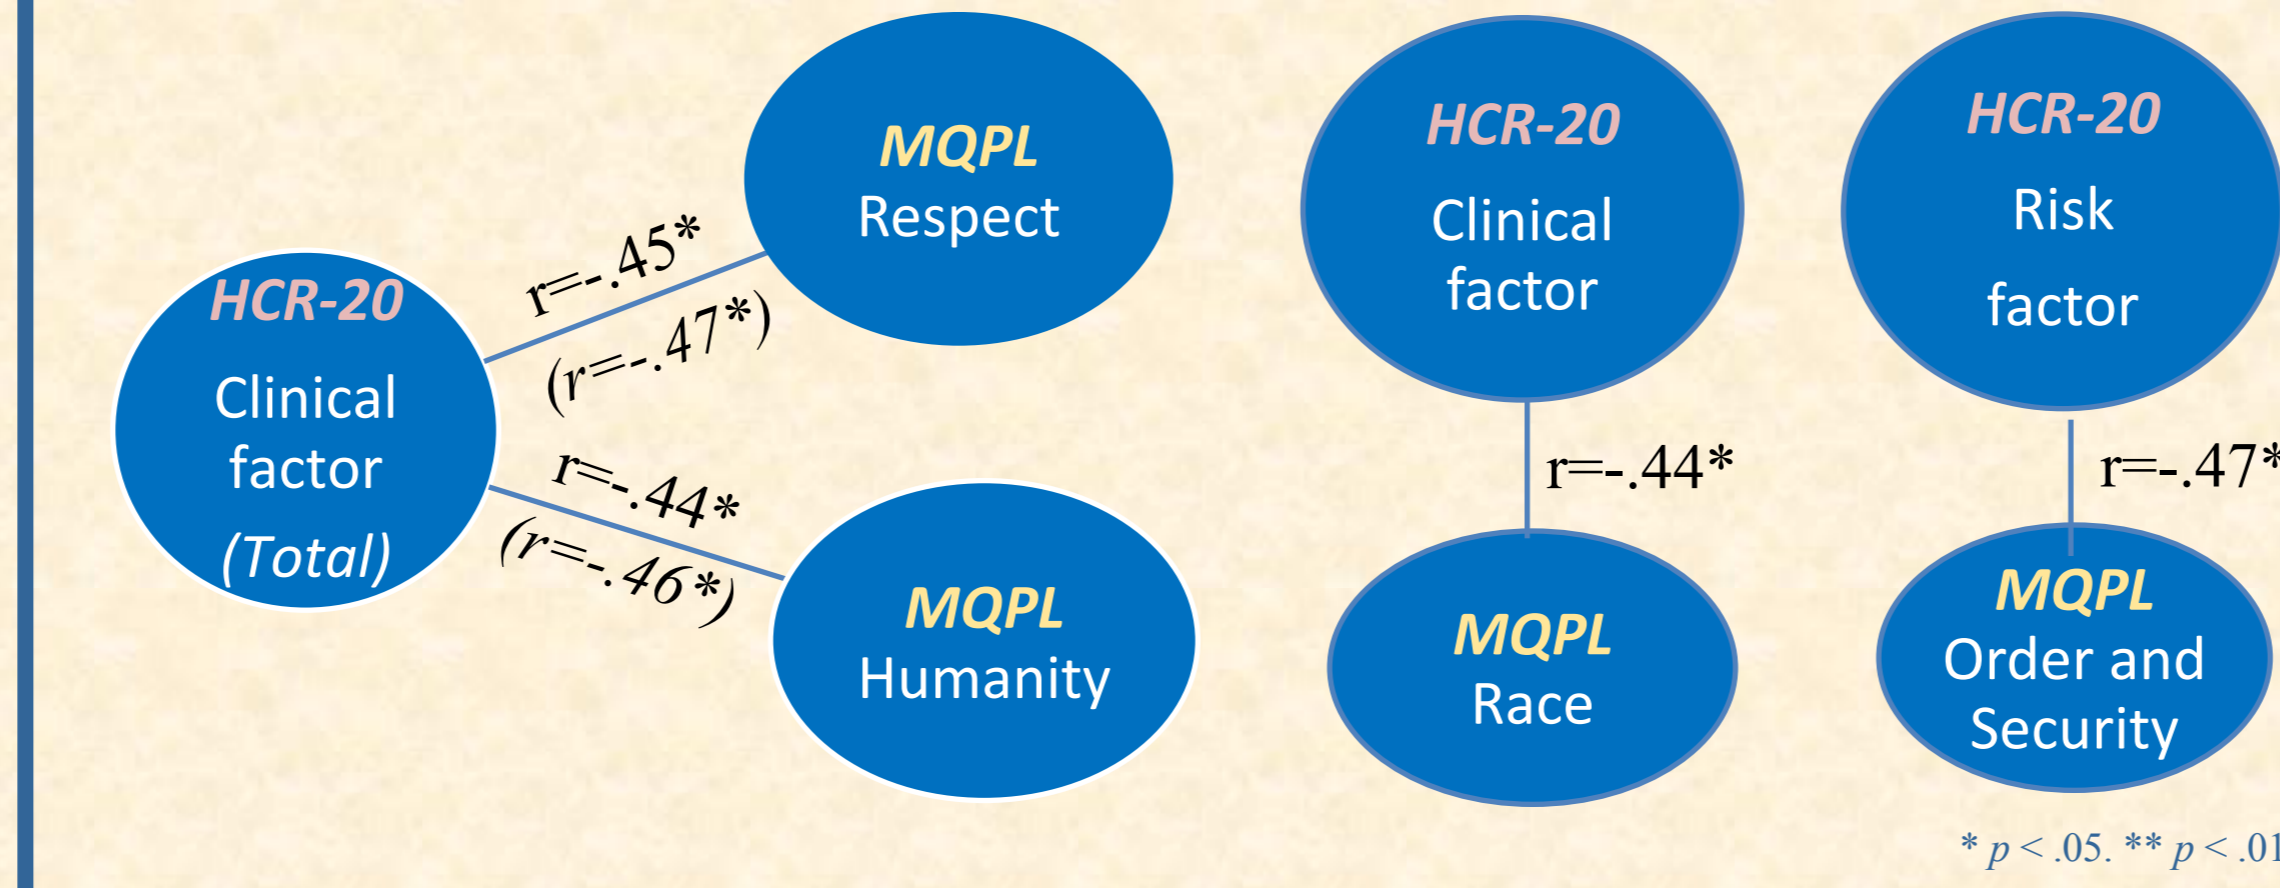 HCR-20
Clinical
factor
(Total)
r=-.45*
(r=-.47*)
r=-.44*
(r=-.46*)
MQPL
Respect
MQPL
Humanity
HCR-20
Clinical
factor
r=-.44*
MQPL
Race
HCR-20
Risk
factor
r=-.47*
MQPL
Order and
Security
* p < .05. ** p < .01